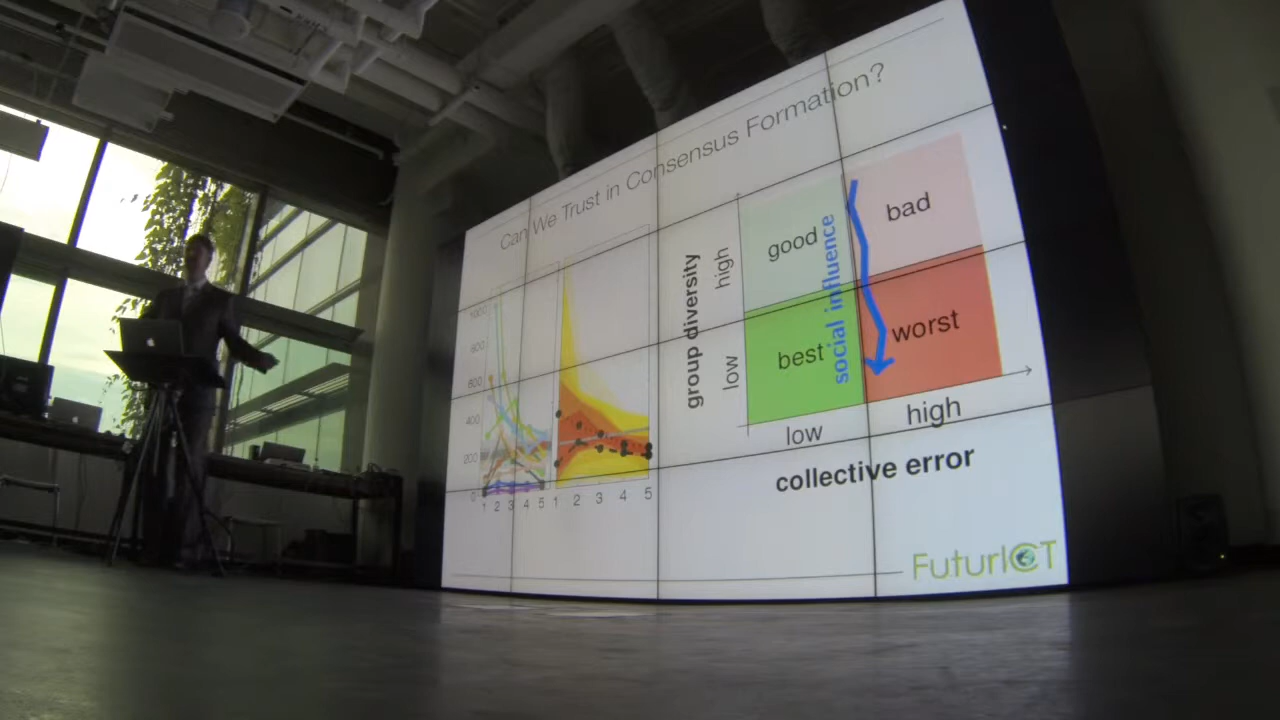 Can We Trust in Consensus Formation?
1000
800
600
400
200
0
1 2 3 4 5
1 2 3 4 5
group diversity
high
low
good
bad
best
worst
social influence
low
high
collective error
FuturICT